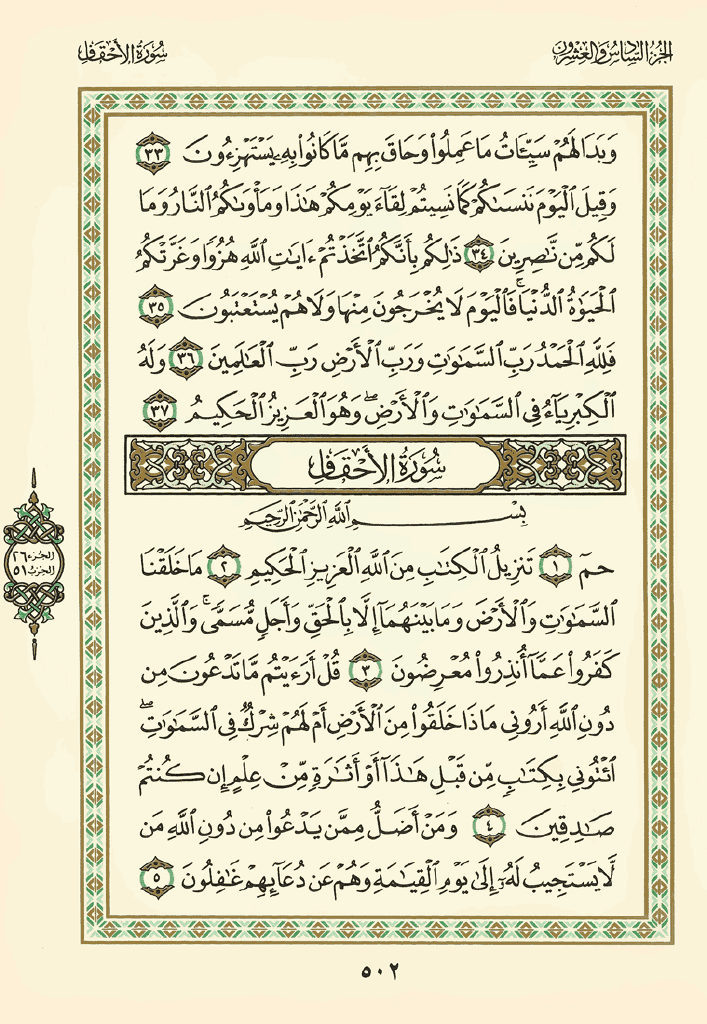 الجزء السادس والعشرون
سورة الأحقاف
وَبَدَا لَهُمْ سَيِّـَٔاتُ مَا عَمِلُوا۟ وَحَاقَ بِهِم مَّا كَانُوا۟ بِهِۦ يَسْتَهْزِءُونَ ٣٣
وَقِيلَ ٱلْيَوْمَ نَنسَىٰكُمْ كَمَا نَسِيتُمْ لِقَآءَ يَوْمِكُمْ هَٰذَا وَمَأْوَىٰكُمُ ٱلنَّارُ وَمَا
لَكُم مِّن نَّٰصِرِينَ ٣٤ ذَٰلِكُم بِأَنَّكُمُ ٱتَّخَذْتُمْ ءَايَٰتِ ٱللَّهِ هُزُوًا وَغَرَّتْكُمُ
ٱلْحَيَوٰةُ ٱلدُّنْيَا ۚ فَٱلْيَوْمَ لَا يُخْرَجُونَ مِنْهَا وَلَا هُمْ يُسْتَعْتَبُونَ ٣٥
فَلِلَّهِ ٱلْحَمْدُ رَبِّ ٱلسَّمَٰوَٰتِ وَرَبِّ ٱلْأَرْضِ رَبِّ ٱلْعَٰلَمِينَ ٣٦ وَلَهُ
ٱلْكِبْرِيَآءُ فِى ٱلسَّمَٰوَٰتِ وَٱلْأَرْضِ ۖ وَهُوَ ٱلْعَزِيزُ ٱلْحَكِيمُ ٣٧
سُورَةُ الأَحْقَافِ
بِسْمِ ٱللَّهِ ٱلرَّحْمَٰنِ ٱلرَّحِيمِ
حمٓ ١ تَنزِيلُ ٱلْكِتَٰبِ مِنَ ٱللَّهِ ٱلْعَزِيزِ ٱلْحَكِيمِ ٢ مَا خَلَقْنَا
ٱلسَّمَٰوَٰتِ وَٱلْأَرْضَ وَمَا بَيْنَهُمَآ إِلَّا بِٱلْحَقِّ وَأَجَلٍ مُّسَمًّى ۚ وَٱلَّذِينَ
كَفَرُوا۟ عَمَّآ أُنذِرُوا۟ مُعْرِضُونَ ٣ قُلْ أَرَءَيْتُم مَّا تَدْعُونَ مِن
دُونِ ٱللَّهِ أَرُونِى مَاذَا خَلَقُوا۟ مِنَ ٱلْأَرْضِ أَمْ لَهُمْ شِرْكٌ فِى ٱلسَّمَٰوَٰتِ ۖ
ٱئْتُونِى بِكِتَٰبٍ مِّن قَبْلِ هَٰذَآ أَوْ أَثَٰرَةٍ مِّنْ عِلْمٍ إِن كُنتُمْ
صَٰدِقِينَ ٤ وَمَنْ أَضَلُّ مِمَّن يَدْعُوا۟ مِن دُونِ ٱللَّهِ مَن
لَّا يَسْتَجِيبُ لَهُۥٓ إِلَىٰ يَوْمِ ٱلْقِيَٰمَةِ وَهُمْ عَن دُعَآئِهِمْ غَٰفِلُونَ ٥
الجزء ٢٦
الحزب ٥١
٥٠٢